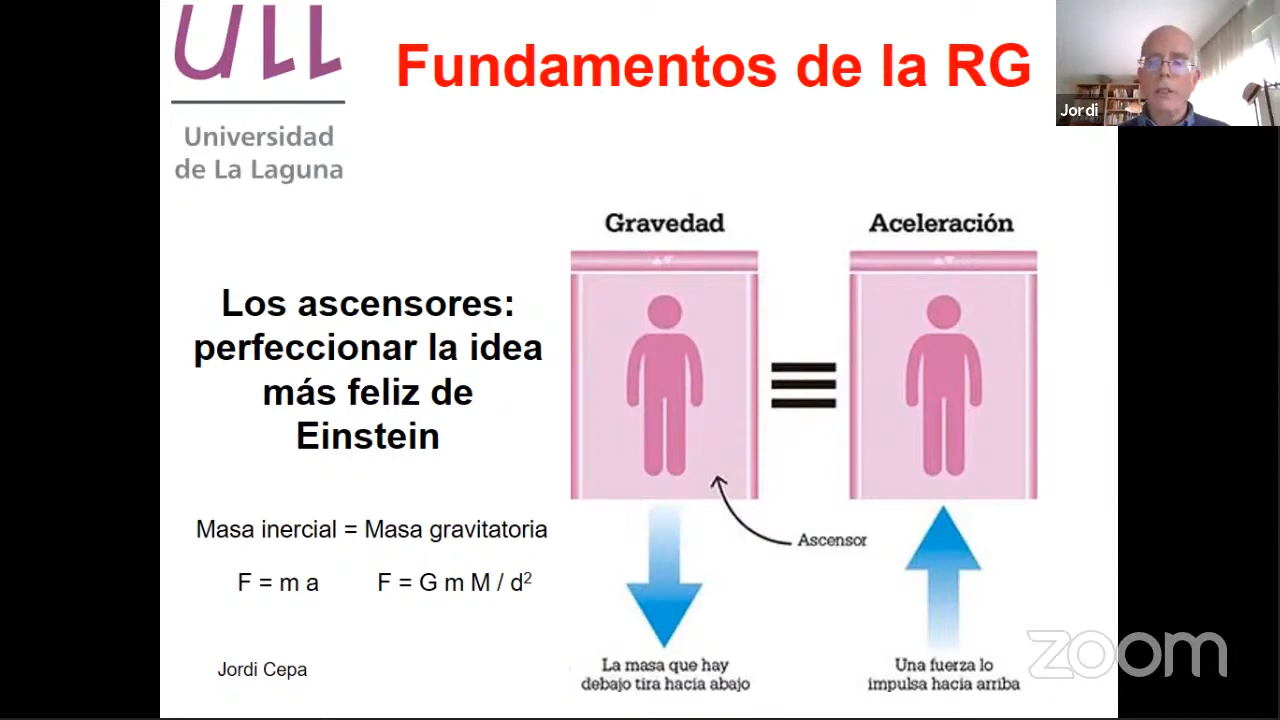 ULL
Universidad
de La Laguna
Fundamentos de la RG
Jordi
Los ascensores:
perfeccionar la idea
más feliz de
Einstein
Masa inercial = Masa gravitatoria
F = m a F = G m M / d²
Jordi Cepa
Gravedad
Aceleración
Ascensor
La masa que hay
debajo tira hacia abajo
Una fuerza lo
impulsa hacia arriba
zoom